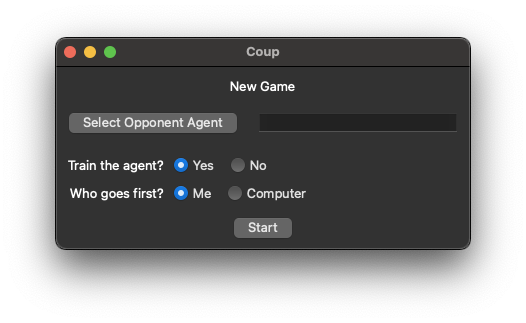 Coup
New Game
Select Opponent Agent
Train the agent? Yes No
Who goes first? Me Computer
Start